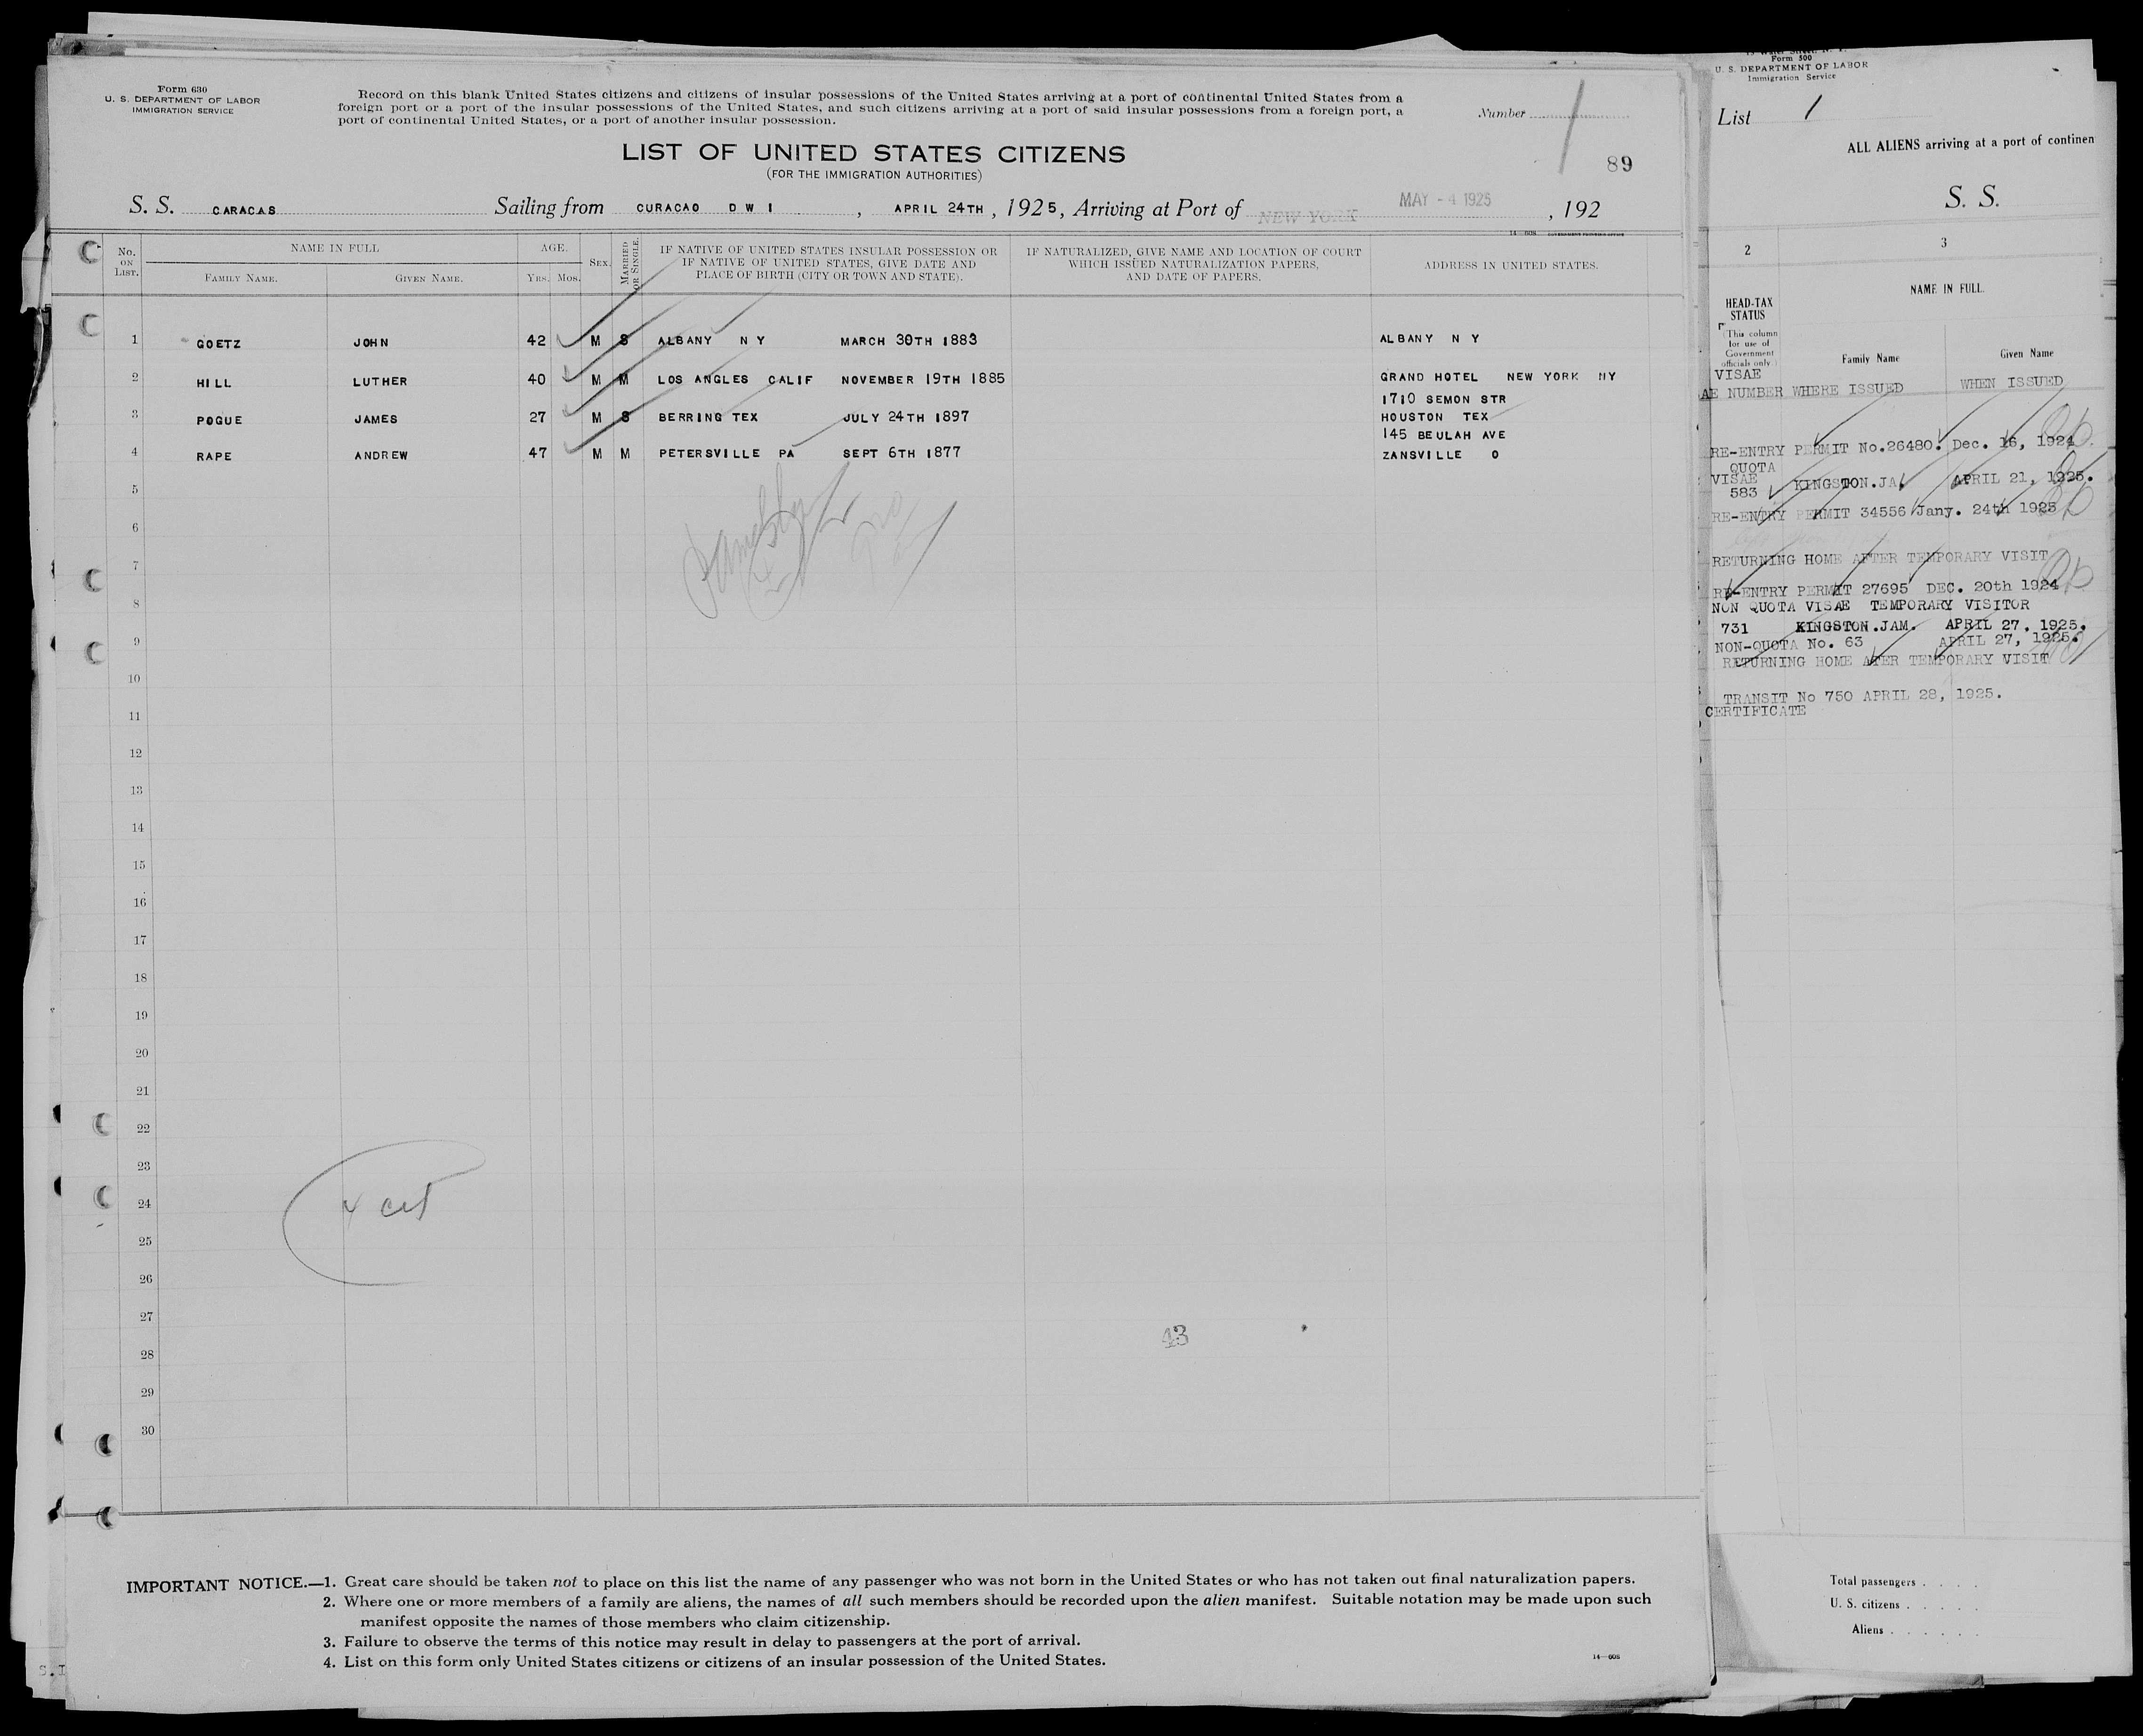 Form 630
U. S. DEPARTMENT OF LABOR
IMMIGRATION SERVICE
Record on this blank United States citizens and citizens of insular possessions of the United States arriving at a port of continental United States from a
foreign port or a port of the insular possessions of the United States, and such citizens arriving at a port of said insular possessions from a foreign port, a
port of continental United States, or a port of another insular possession.
Number 1
LIST OF UNITED STATES CITIZENS
(FOR THE IMMIGRATION AUTHORITIES)
89
S. S. CARACAS Sailing from CURACAO D W I , APRIL 24TH , 1925, Arriving at Port of NEW YORK MAY - 4 1925 , 192
14—608 GOVERNMENT PRINTING OFFICE
No. ON LIST.
NAME IN FULL
FAMILY NAME. GIVEN NAME.
AGE.
YRS. MOS.
SEX.
MARRIED OR SINGLE.
IF NATIVE OF UNITED STATES INSULAR POSSESSION OR
IF NATIVE OF UNITED STATES, GIVE DATE AND
PLACE OF BIRTH (CITY OR TOWN AND STATE).
IF NATURALIZED, GIVE NAME AND LOCATION OF COURT
WHICH ISSUED NATURALIZATION PAPERS,
AND DATE OF PAPERS.
ADDRESS IN UNITED STATES.
1 GOETZ JOHN 42 M S ALBANY N Y MARCH 30TH 1883 ALBANY N Y
2 HILL LUTHER 40 M M LOS ANGLES CALIF NOVEMBER 19TH 1885 GRAND HOTEL NEW YORK NY
1710 SEMON STR
3 POGUE JAMES 27 M S BERRING TEX JULY 24TH 1897 HOUSTON TEX
145 BEULAH AVE
4 RAPE ANDREW 47 M M PETERSVILLE PA SEPT 6TH 1877 ZANSVILLE O
5
6
7
8
9
10
11
12
13
14
15
16
17
18
19
20
21
22
23
24
25
26
27
28
29
30
4 cit
43
IMPORTANT NOTICE.—1. Great care should be taken not to place on this list the name of any passenger who was not born in the United States or who has not taken out final naturalization papers.
2. Where one or more members of a family are aliens, the names of all such members should be recorded upon the alien manifest. Suitable notation may be made upon such
manifest opposite the names of those members who claim citizenship.
3. Failure to observe the terms of this notice may result in delay to passengers at the port of arrival.
4. List on this form only United States citizens or citizens of an insular possession of the United States.
14—608
Form 500
U. S. DEPARTMENT OF LABOR
Immigration Service
List 1
ALL ALIENS arriving at a port of continen
S. S.
2 3
HEAD-TAX
STATUS
(This column
for use of
Government
officials only)
NAME IN FULL.
Family Name Given Name
VISAE
AE NUMBER WHERE ISSUED WHEN ISSUED
RE-ENTRY PERMIT No.26480. Dec. 16, 1924
QUOTA
VISAE
583 KINGSTON.JA. APRIL 21, 1925.
RE-ENTRY PERMIT 34556 Jany. 24th 1925
RETURNING HOME AFTER TEMPORARY VISIT
RE-ENTRY PERMIT 27695 DEC. 20th 1924
NON QUOTA VISAE TEMPORARY VISITOR
731 KINGSTON.JAM. APRIL 27, 1925.
NON-QUOTA No. 63 APRIL 27, 1925.
RETURNING HOME ATER TEMPORARY VISIT
TRANSIT No 750 APRIL 28, 1925.
CERTIFICATE
Total passengers . . . .
U. S. citizens . . . . .
Aliens . . . . . .
S.I